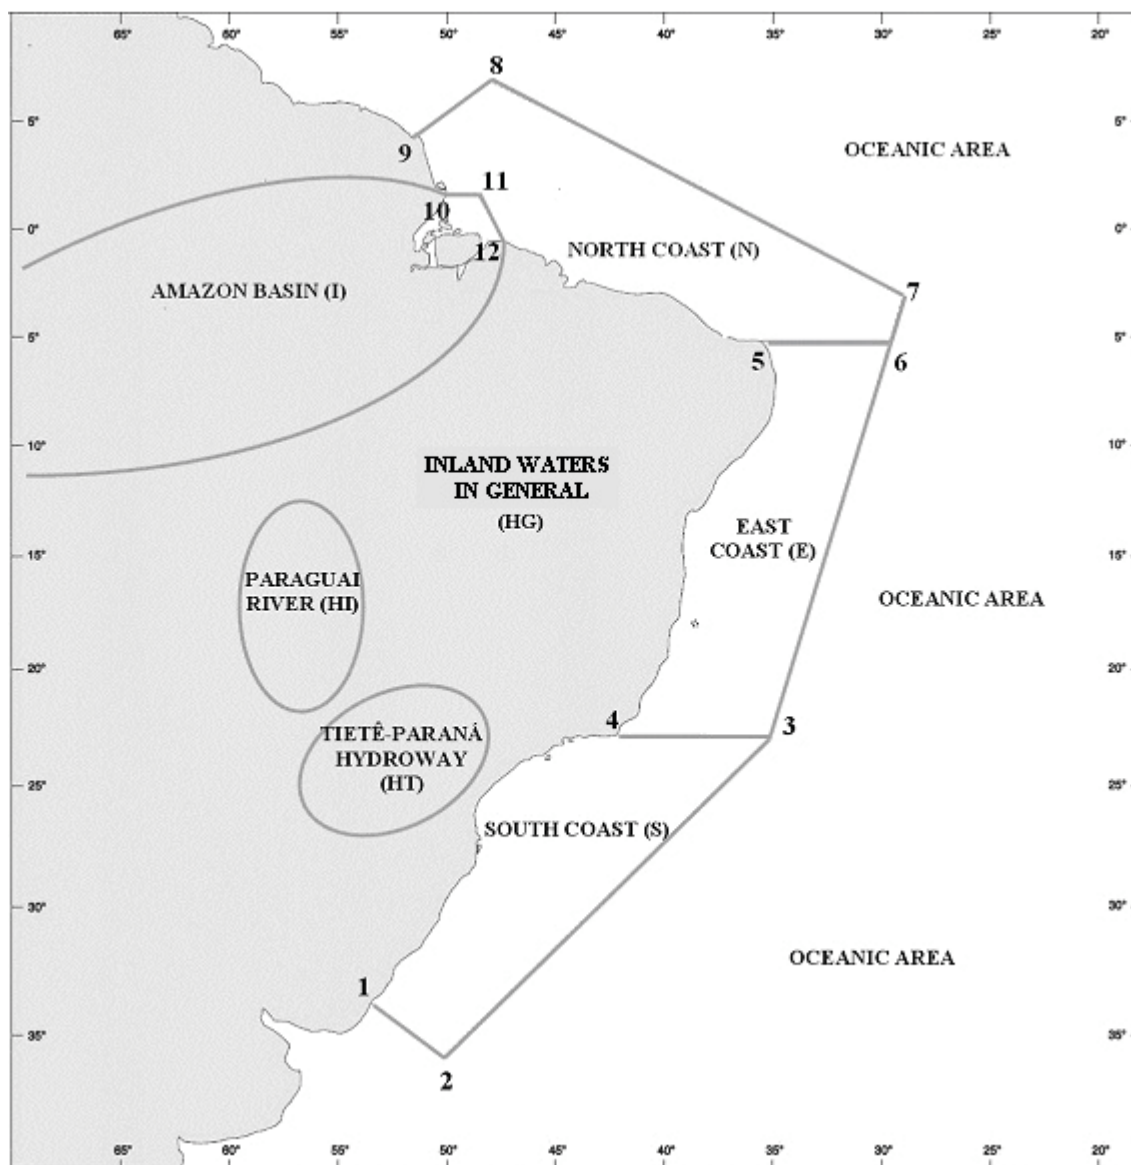 65° 60° 55° 50° 45° 40° 35° 29° 25° 20°
8
5° 5°
OCEANIC AREA
9
11
10
0° 0°
12
NORTH COAST (N)
AMAZON BASIN (I)
7
5° 5°
5
6
10° 10°
INLAND WATERS
IN GENERAL
(HG)
EAST
COAST (E)
15° 15°
PARAGUAI
RIVER (HI)
OCEANIC AREA
20° 20°
4
3
TIETÊ-PARANÁ
HYDROWAY
(HT)
25° 25°
SOUTH COAST (S)
30° 30°
OCEANIC AREA
1
35° 35°
2
65° 60° 55° 50° 45° 40° 35° 29° 25° 20°